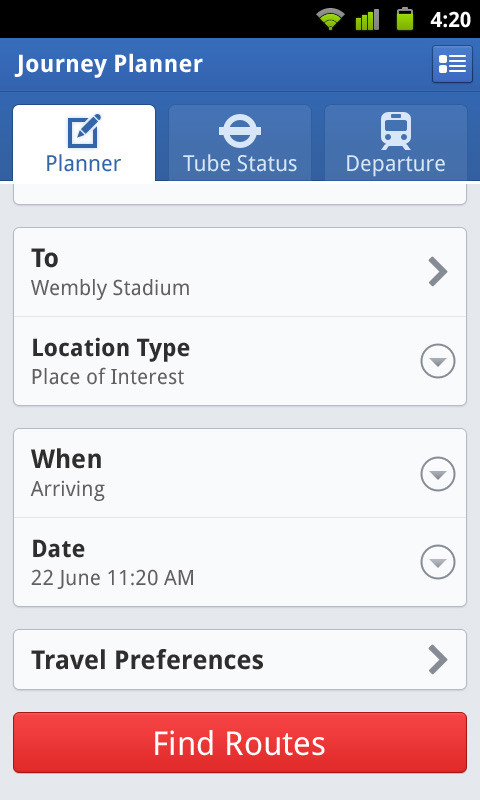 4:20
Journey Planner
Planner
Tube Status
Departure
To
Wembly Stadium
Location Type
Place of Interest
When
Arriving
Date
22 June 11:20 AM
Travel Preferences
Find Routes